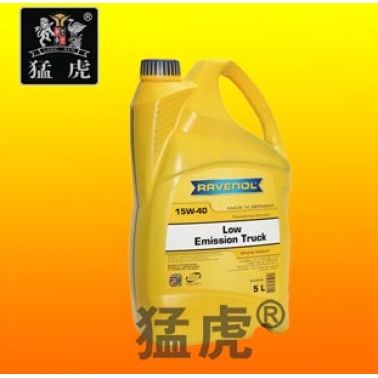 猛虎
RAVENOL
MADE IN GERMANY
15W-40
Low
Emission Truck
5 L
猛虎®